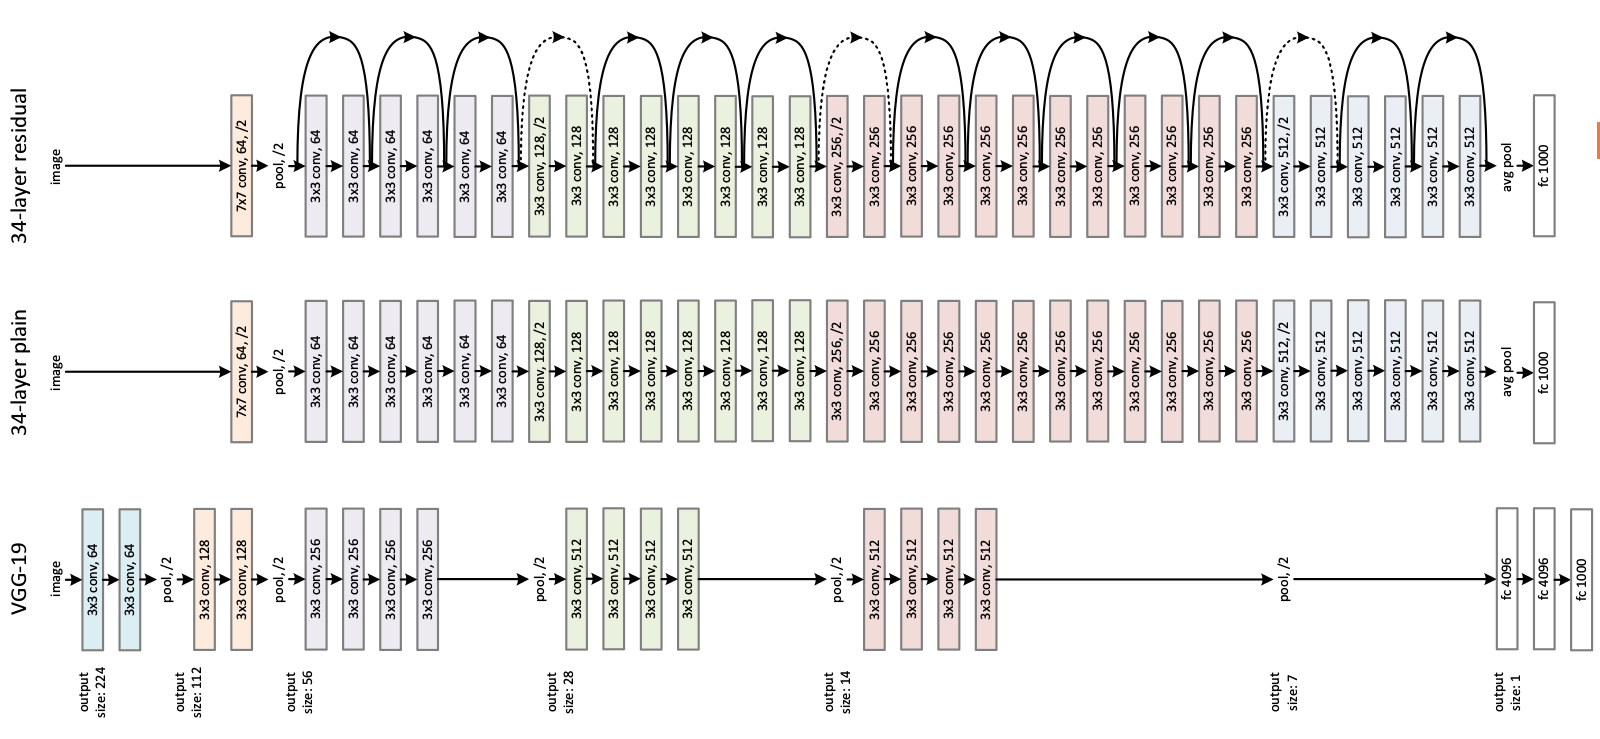 34-layer residual
image
7x7 conv, 64, /2
pool, /2
3x3 conv, 64
3x3 conv, 64
3x3 conv, 64
3x3 conv, 64
3x3 conv, 64
3x3 conv, 64
3x3 conv, 128, /2
3x3 conv, 128
3x3 conv, 128
3x3 conv, 128
3x3 conv, 128
3x3 conv, 128
3x3 conv, 128
3x3 conv, 128
3x3 conv, 256, /2
3x3 conv, 256
3x3 conv, 256
3x3 conv, 256
3x3 conv, 256
3x3 conv, 256
3x3 conv, 256
3x3 conv, 256
3x3 conv, 256
3x3 conv, 256
3x3 conv, 256
3x3 conv, 256
3x3 conv, 512, /2
3x3 conv, 512
3x3 conv, 512
3x3 conv, 512
3x3 conv, 512
3x3 conv, 512
avg pool
fc 1000
34-layer plain
image
7x7 conv, 64, /2
pool, /2
3x3 conv, 64
3x3 conv, 64
3x3 conv, 64
3x3 conv, 64
3x3 conv, 64
3x3 conv, 64
3x3 conv, 128, /2
3x3 conv, 128
3x3 conv, 128
3x3 conv, 128
3x3 conv, 128
3x3 conv, 128
3x3 conv, 128
3x3 conv, 128
3x3 conv, 256, /2
3x3 conv, 256
3x3 conv, 256
3x3 conv, 256
3x3 conv, 256
3x3 conv, 256
3x3 conv, 256
3x3 conv, 256
3x3 conv, 256
3x3 conv, 256
3x3 conv, 256
3x3 conv, 256
3x3 conv, 512, /2
3x3 conv, 512
3x3 conv, 512
3x3 conv, 512
3x3 conv, 512
3x3 conv, 512
avg pool
fc 1000
VGG-19
image
3x3 conv, 64
3x3 conv, 64
pool, /2
3x3 conv, 128
3x3 conv, 128
pool, /2
3x3 conv, 256
3x3 conv, 256
3x3 conv, 256
3x3 conv, 256
pool, /2
3x3 conv, 512
3x3 conv, 512
3x3 conv, 512
3x3 conv, 512
pool, /2
3x3 conv, 512
3x3 conv, 512
3x3 conv, 512
3x3 conv, 512
pool, /2
fc 4096
fc 4096
fc 1000
output
size: 224
output
size: 112
output
size: 56
output
size: 28
output
size: 14
output
size: 7
output
size: 1